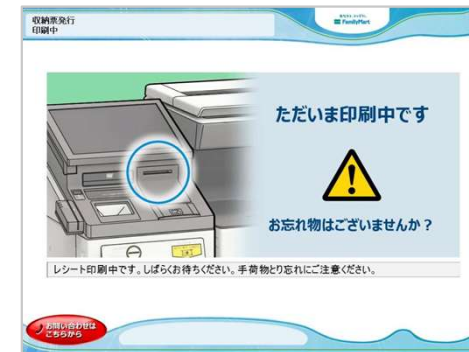 収納票発行
印刷中
FamilyMart
ただいま印刷中です
お忘れ物はございませんか？
レシート印刷中です。しばらくお待ちください。手荷物とり忘れにご注意ください。
お問い合わせは
こちらから